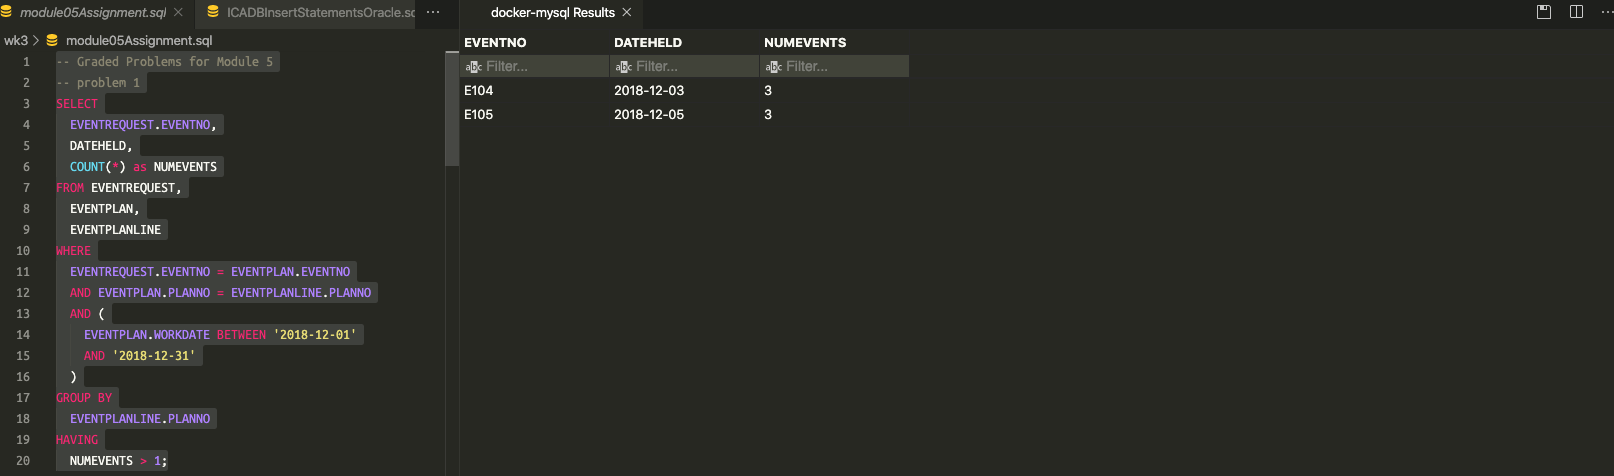 module05Assignment.sql × ICADBInsertStatementsOracle.sc ···
wk3 > module05Assignment.sql
1 -- Graded Problems for Module 5
2 -- problem 1
3 SELECT
4 EVENTREQUEST.EVENTNO,
5 DATEHELD,
6 COUNT(*) as NUMEVENTS
7 FROM EVENTREQUEST,
8 EVENTPLAN,
9 EVENTPLANLINE
10 WHERE
11 EVENTREQUEST.EVENTNO = EVENTPLAN.EVENTNO
12 AND EVENTPLAN.PLANNO = EVENTPLANLINE.PLANNO
13 AND (
14 EVENTPLAN.WORKDATE BETWEEN '2018-12-01'
15 AND '2018-12-31'
16 )
17 GROUP BY
18 EVENTPLANLINE.PLANNO
19 HAVING
20 NUMEVENTS > 1;
docker-mysql Results ×
EVENTNO DATEHELD NUMEVENTS
abc Filter... abc Filter... abc Filter...
E104 2018-12-03 3
E105 2018-12-05 3